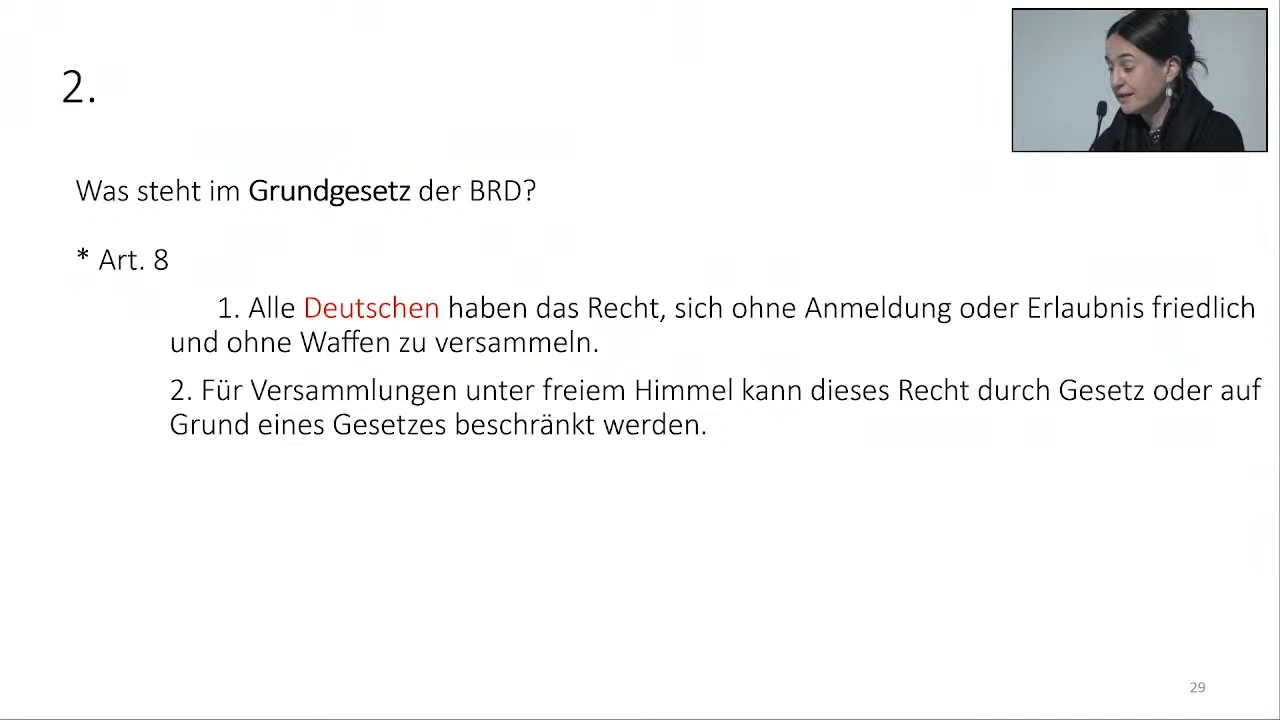 2.
Was steht im Grundgesetz der BRD?
* Art. 8
1. Alle Deutschen haben das Recht, sich ohne Anmeldung oder Erlaubnis friedlich
und ohne Waffen zu versammeln.
2. Für Versammlungen unter freiem Himmel kann dieses Recht durch Gesetz oder auf
Grund eines Gesetzes beschränkt werden.
29